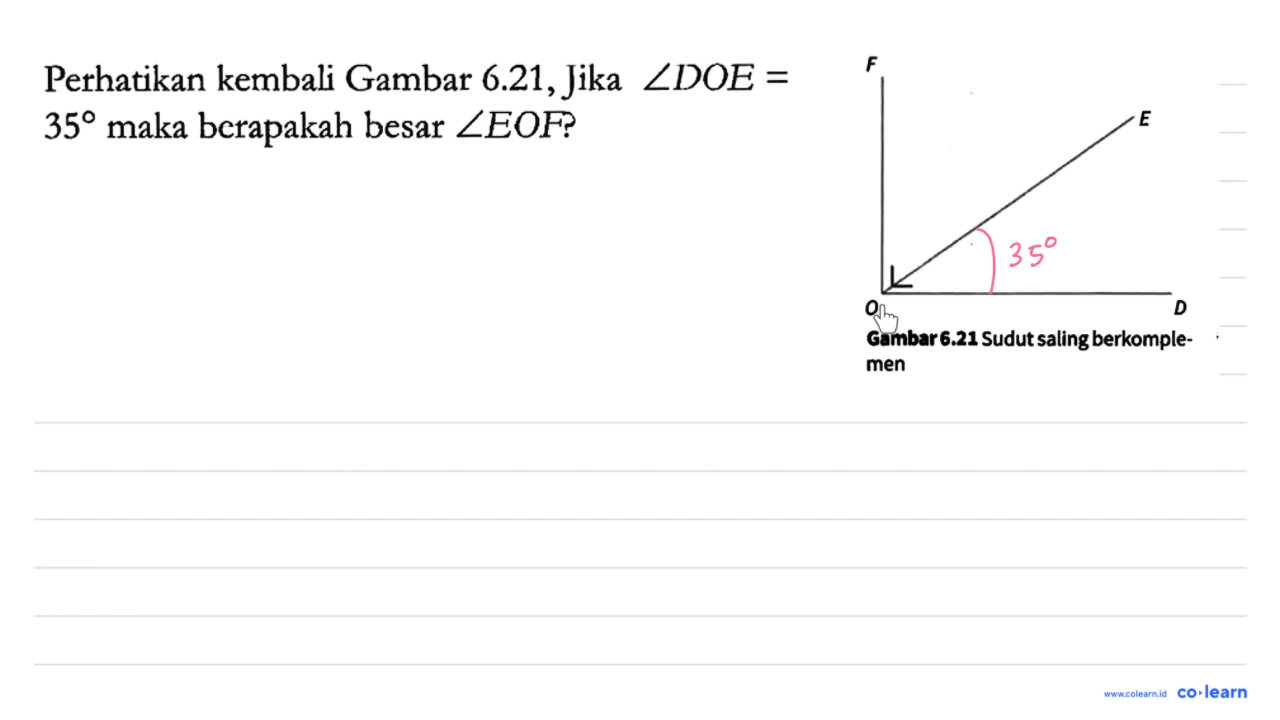 Perhatikan kembali Gambar 6.21, Jika ∠DOE =
35° maka berapakah besar ∠EOF?
F
E
35°
O
D
Gambar 6.21 Sudut saling berkomple-
men
www.colearn.id co·learn